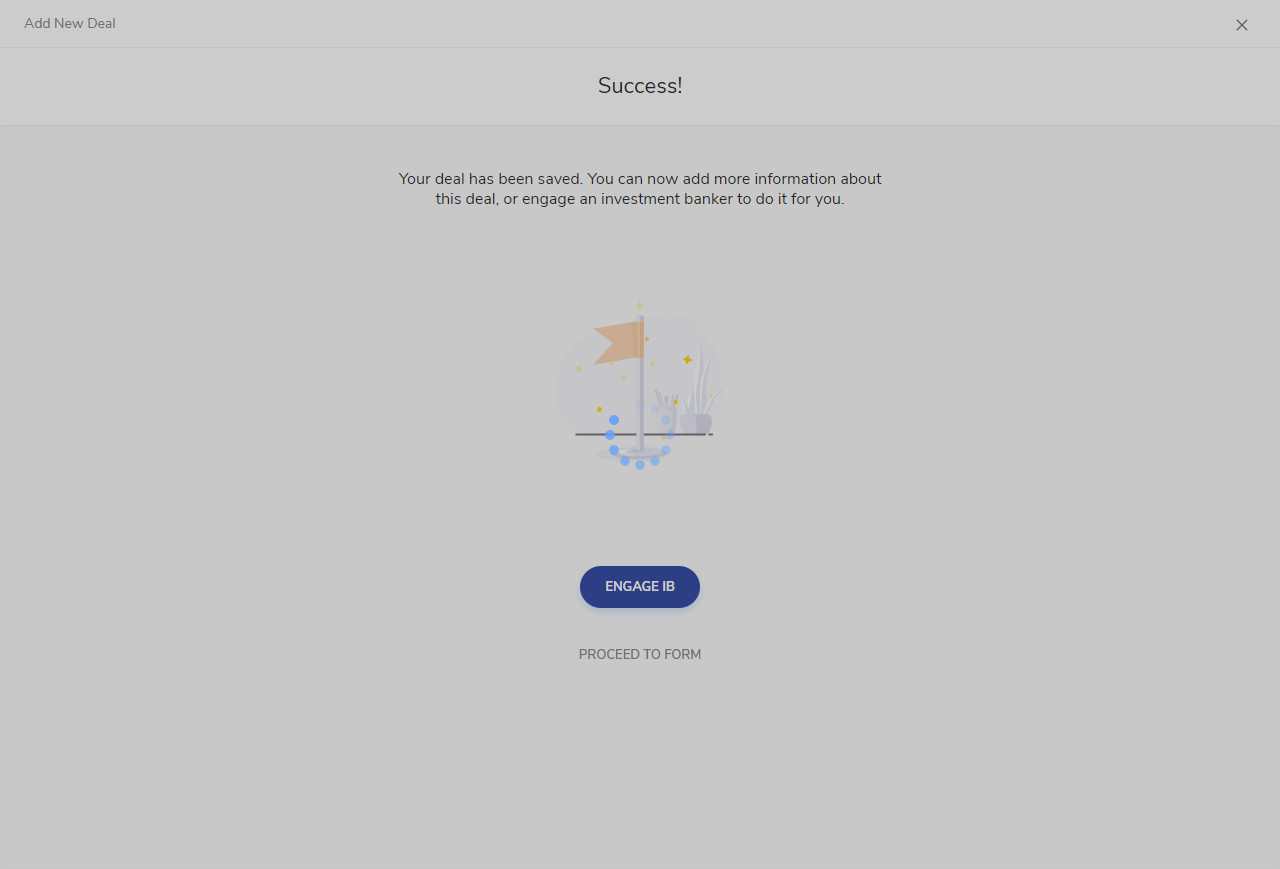 Add New Deal
Success!
Your deal has been saved. You can now add more information about
this deal, or engage an investment banker to do it for you.
ENGAGE IB
PROCEED TO FORM